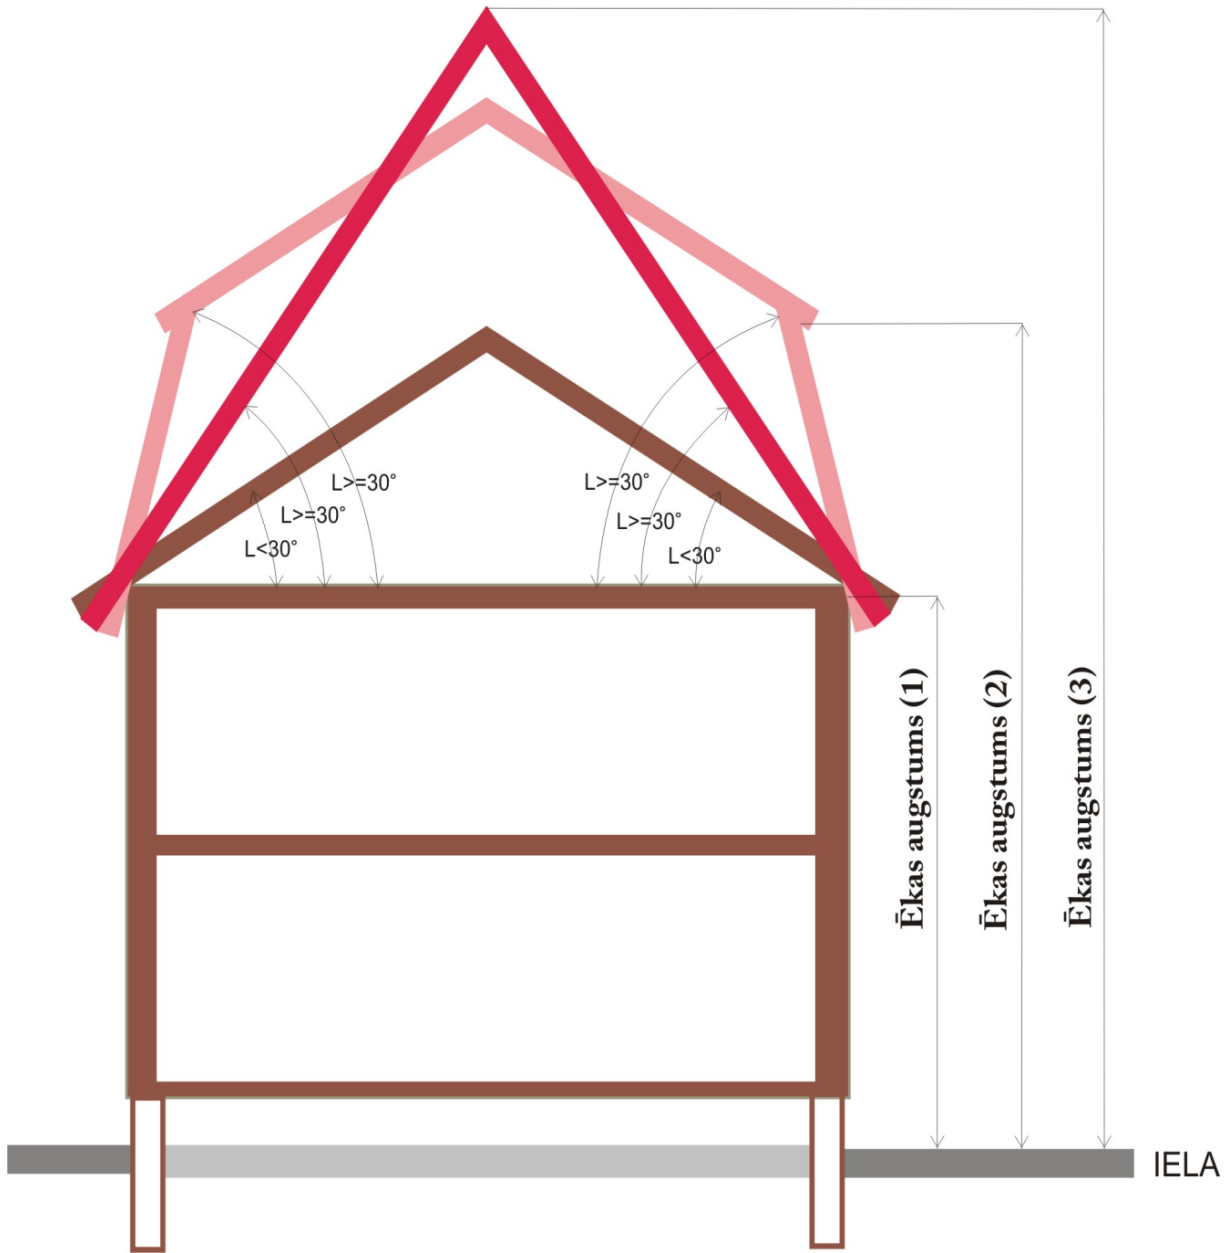 L>=30°
L>=30°
L>=30°
L>=30°
L<30°
L<30°
Ēkas augstums (1)
Ēkas augstums (2)
Ēkas augstums (3)
IELA